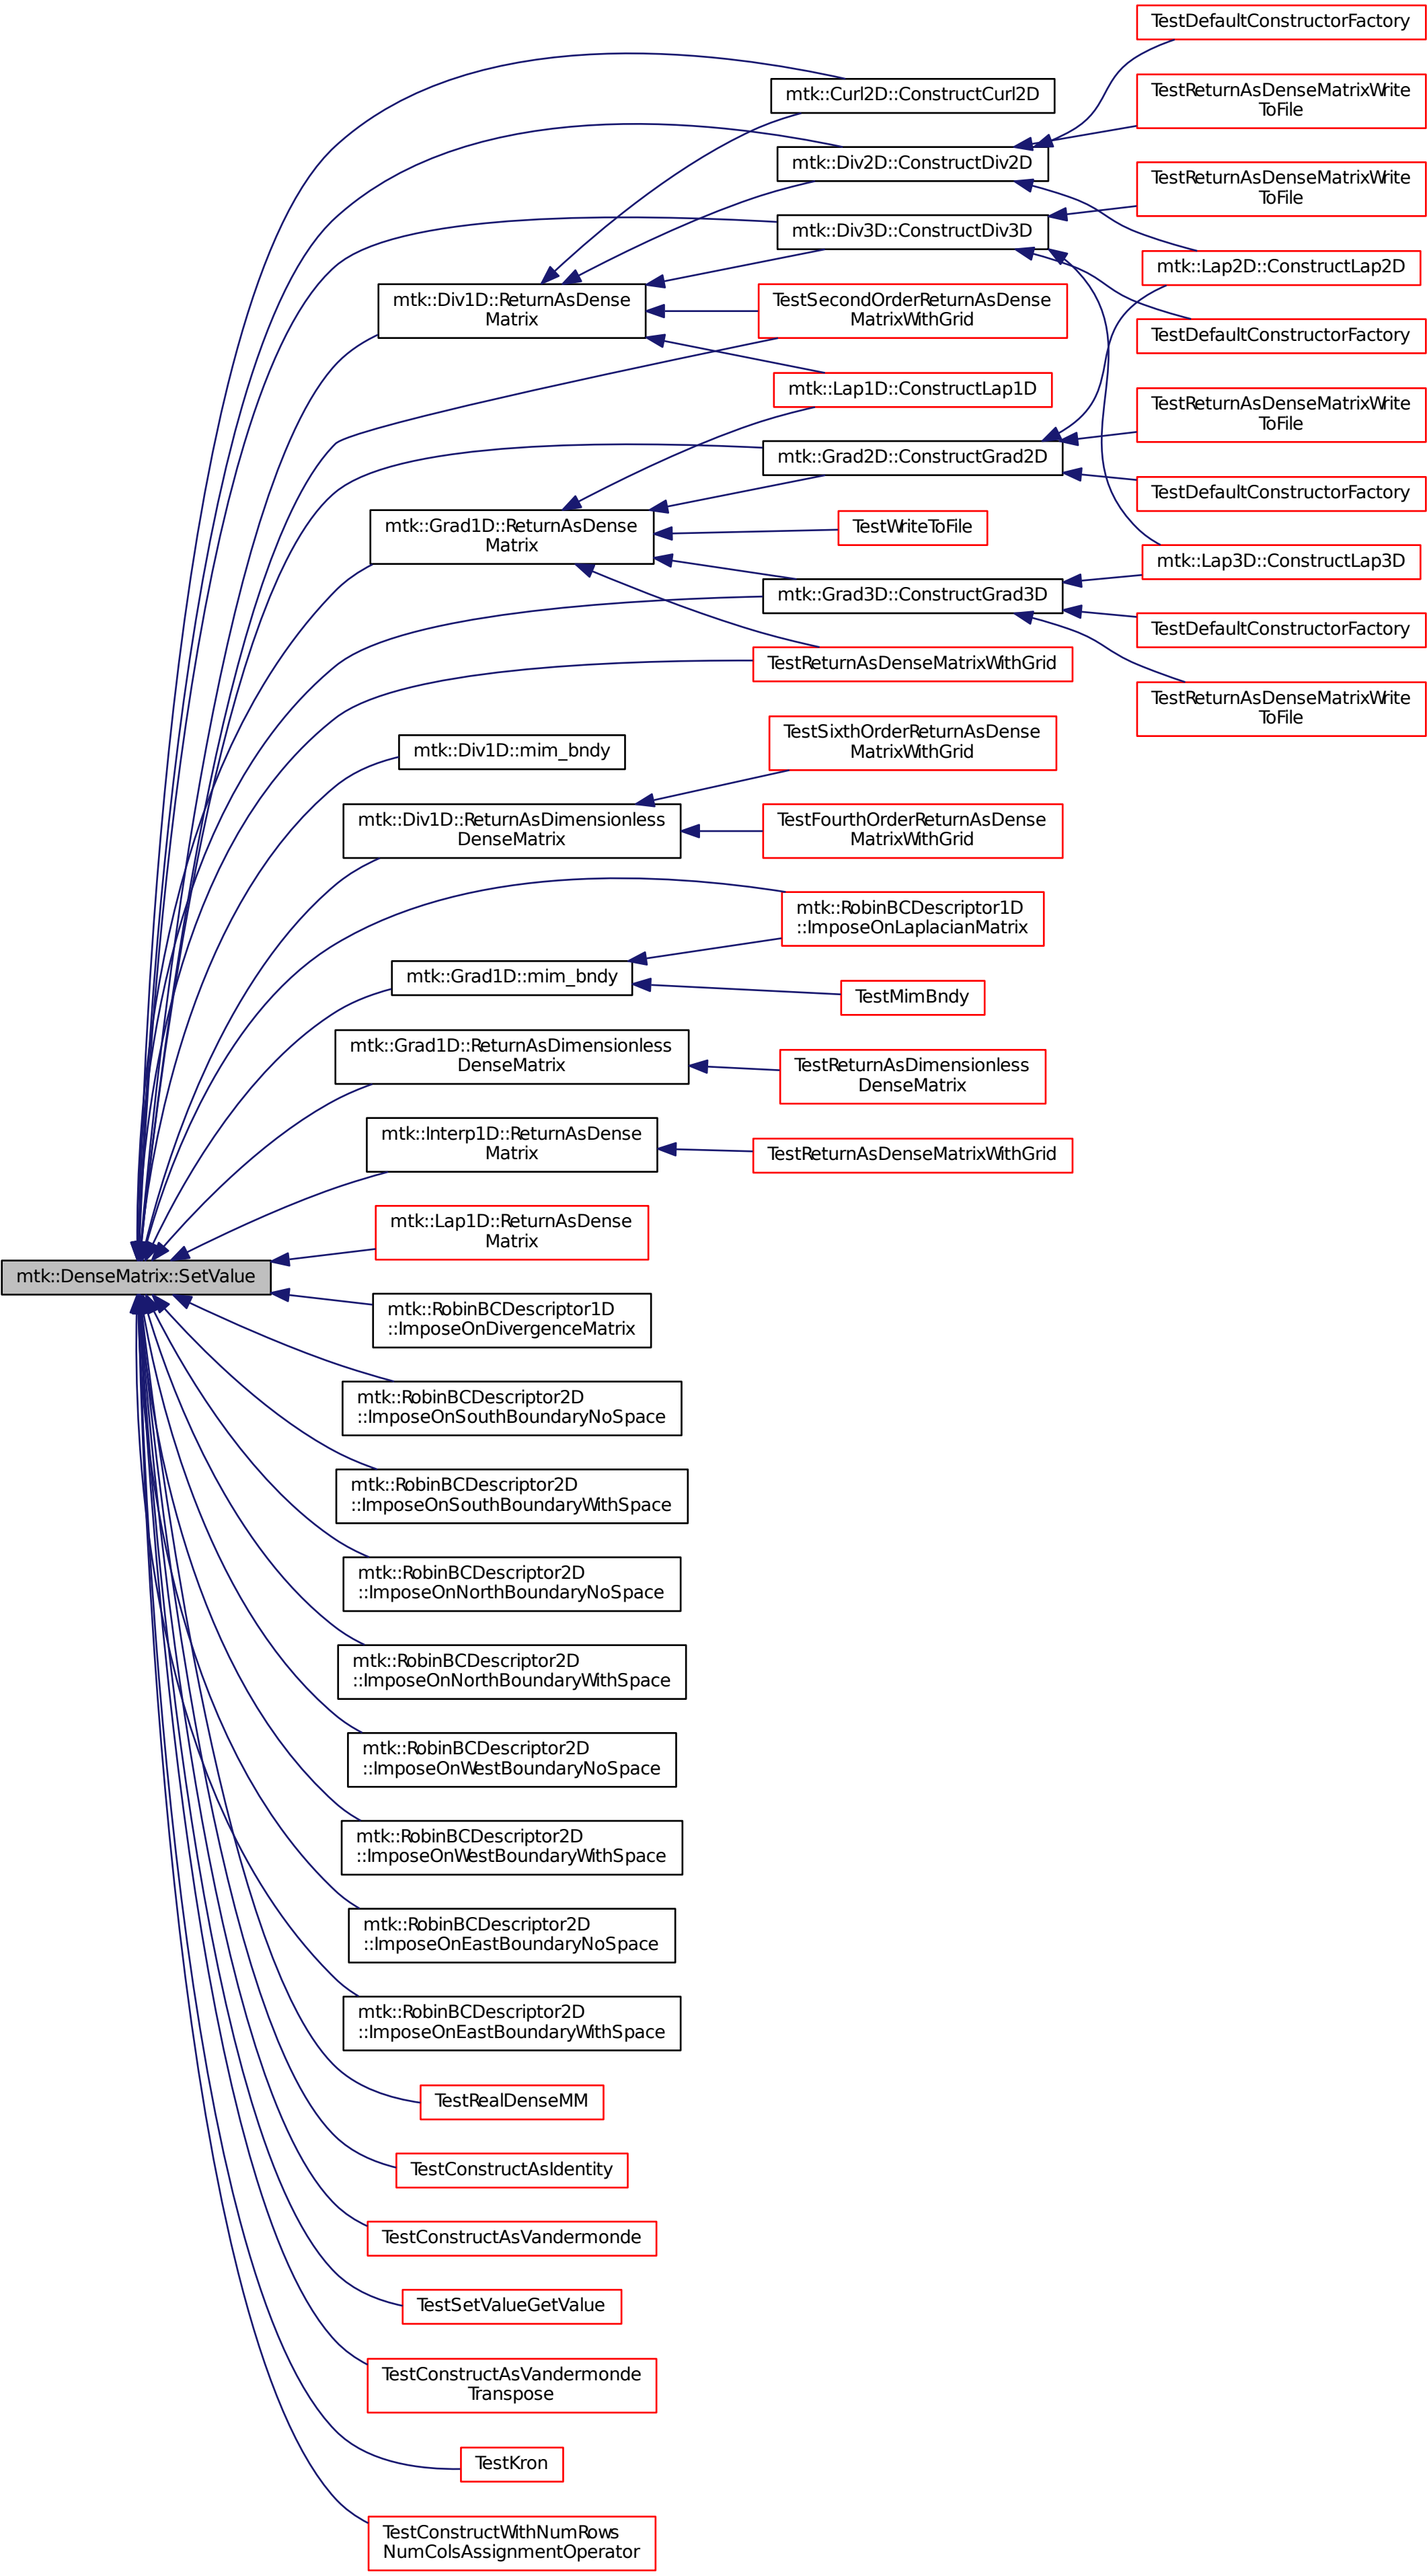 TestDefaultConstructorFactory
mtk::Curl2D::ConstructCurl2D
TestReturnAsDenseMatrixWrite
ToFile
mtk::Div2D::ConstructDiv2D
TestReturnAsDenseMatrixWrite
ToFile
mtk::Div3D::ConstructDiv3D
mtk::Lap2D::ConstructLap2D
mtk::Div1D::ReturnAsDense
Matrix
TestSecondOrderReturnAsDense
MatrixWithGrid
TestDefaultConstructorFactory
mtk::Lap1D::ConstructLap1D
TestReturnAsDenseMatrixWrite
ToFile
mtk::Grad2D::ConstructGrad2D
TestDefaultConstructorFactory
mtk::Grad1D::ReturnAsDense
Matrix
TestWriteToFile
mtk::Lap3D::ConstructLap3D
mtk::Grad3D::ConstructGrad3D
TestDefaultConstructorFactory
TestReturnAsDenseMatrixWithGrid
TestReturnAsDenseMatrixWrite
ToFile
mtk::Div1D::mim_bndy
TestSixthOrderReturnAsDense
MatrixWithGrid
mtk::Div1D::ReturnAsDimensionless
DenseMatrix
TestFourthOrderReturnAsDense
MatrixWithGrid
mtk::RobinBCDescriptor1D
::ImposeOnLaplacianMatrix
mtk::Grad1D::mim_bndy
TestMimBndy
mtk::Grad1D::ReturnAsDimensionless
DenseMatrix
TestReturnAsDimensionless
DenseMatrix
mtk::Interp1D::ReturnAsDense
Matrix
TestReturnAsDenseMatrixWithGrid
mtk::Lap1D::ReturnAsDense
Matrix
mtk::DenseMatrix::SetValue
mtk::RobinBCDescriptor1D
::ImposeOnDivergenceMatrix
mtk::RobinBCDescriptor2D
::ImposeOnSouthBoundaryNoSpace
mtk::RobinBCDescriptor2D
::ImposeOnSouthBoundaryWithSpace
mtk::RobinBCDescriptor2D
::ImposeOnNorthBoundaryNoSpace
mtk::RobinBCDescriptor2D
::ImposeOnNorthBoundaryWithSpace
mtk::RobinBCDescriptor2D
::ImposeOnWestBoundaryNoSpace
mtk::RobinBCDescriptor2D
::ImposeOnWestBoundaryWithSpace
mtk::RobinBCDescriptor2D
::ImposeOnEastBoundaryNoSpace
mtk::RobinBCDescriptor2D
::ImposeOnEastBoundaryWithSpace
TestRealDenseMM
TestConstructAsIdentity
TestConstructAsVandermonde
TestSetValueGetValue
TestConstructAsVandermonde
Transpose
TestKron
TestConstructWithNumRows
NumColsAssignmentOperator